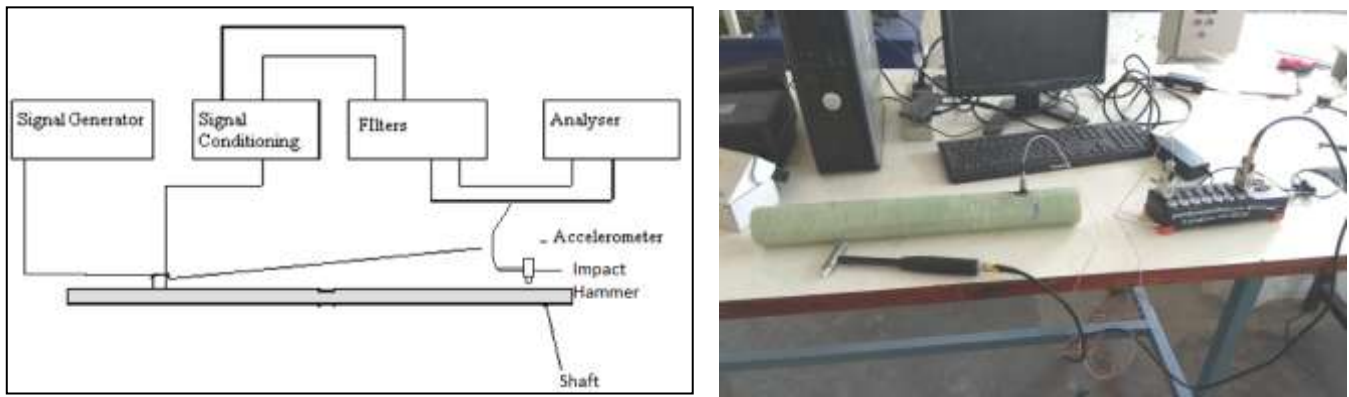 Signal Generator
Signal
Conditioning
FIlters
Analyser
Accelerometer
Impact
Hammer
Shaft